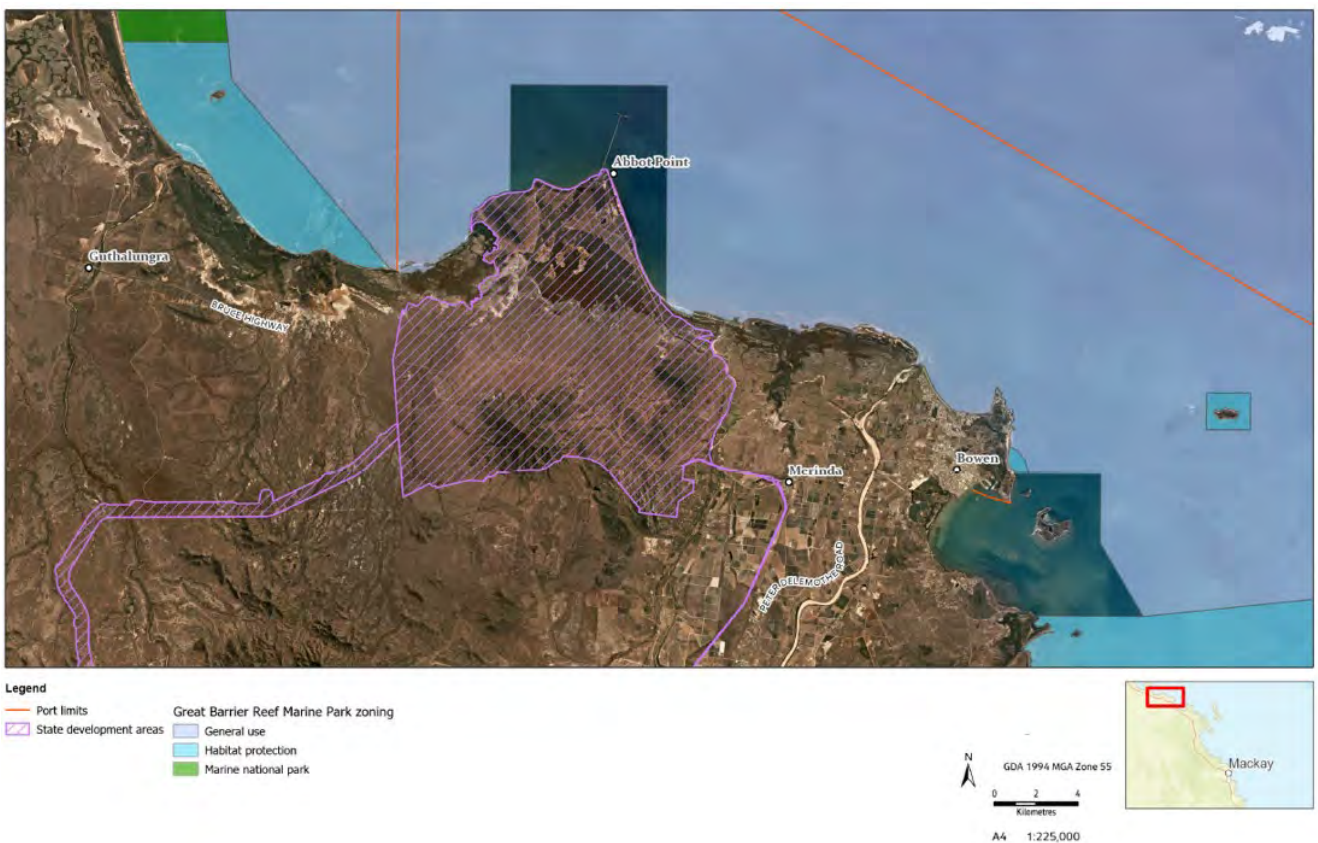 Abbot Point
Guthalungra
BRUCE HIGHWAY
Bowen
Merinda
PETER DELEMOTHE ROAD
Legend
Port limits
State development areas
Great Barrier Reef Marine Park zoning
General use
Habitat protection
Marine national park
N
GDA 1994 MGA Zone 55
0 2 4
Kilometres
A4 1:225,000
Mackay